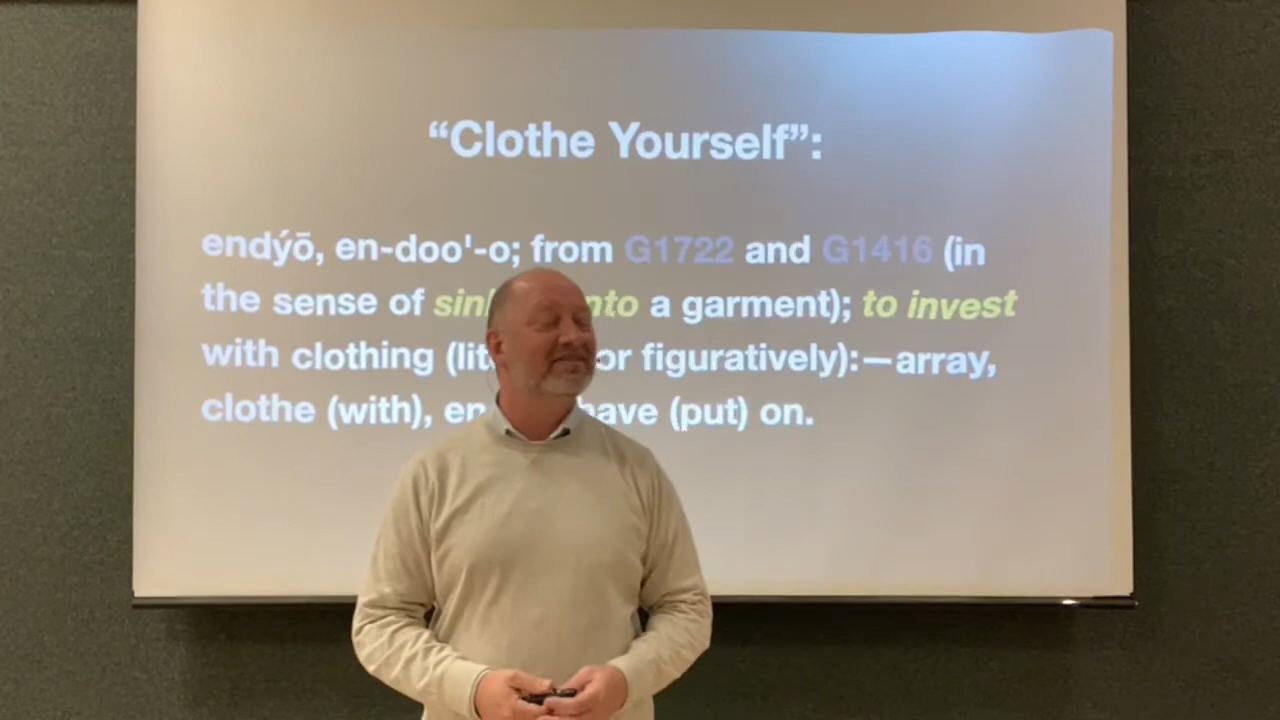 “Clothe Yourself”:
endýō, en-doo'-o; from G1722 and G1416 (in
the sense of nto a garment); to invest
with clothing or figuratively):—array,
clothe (with), have (put) on.